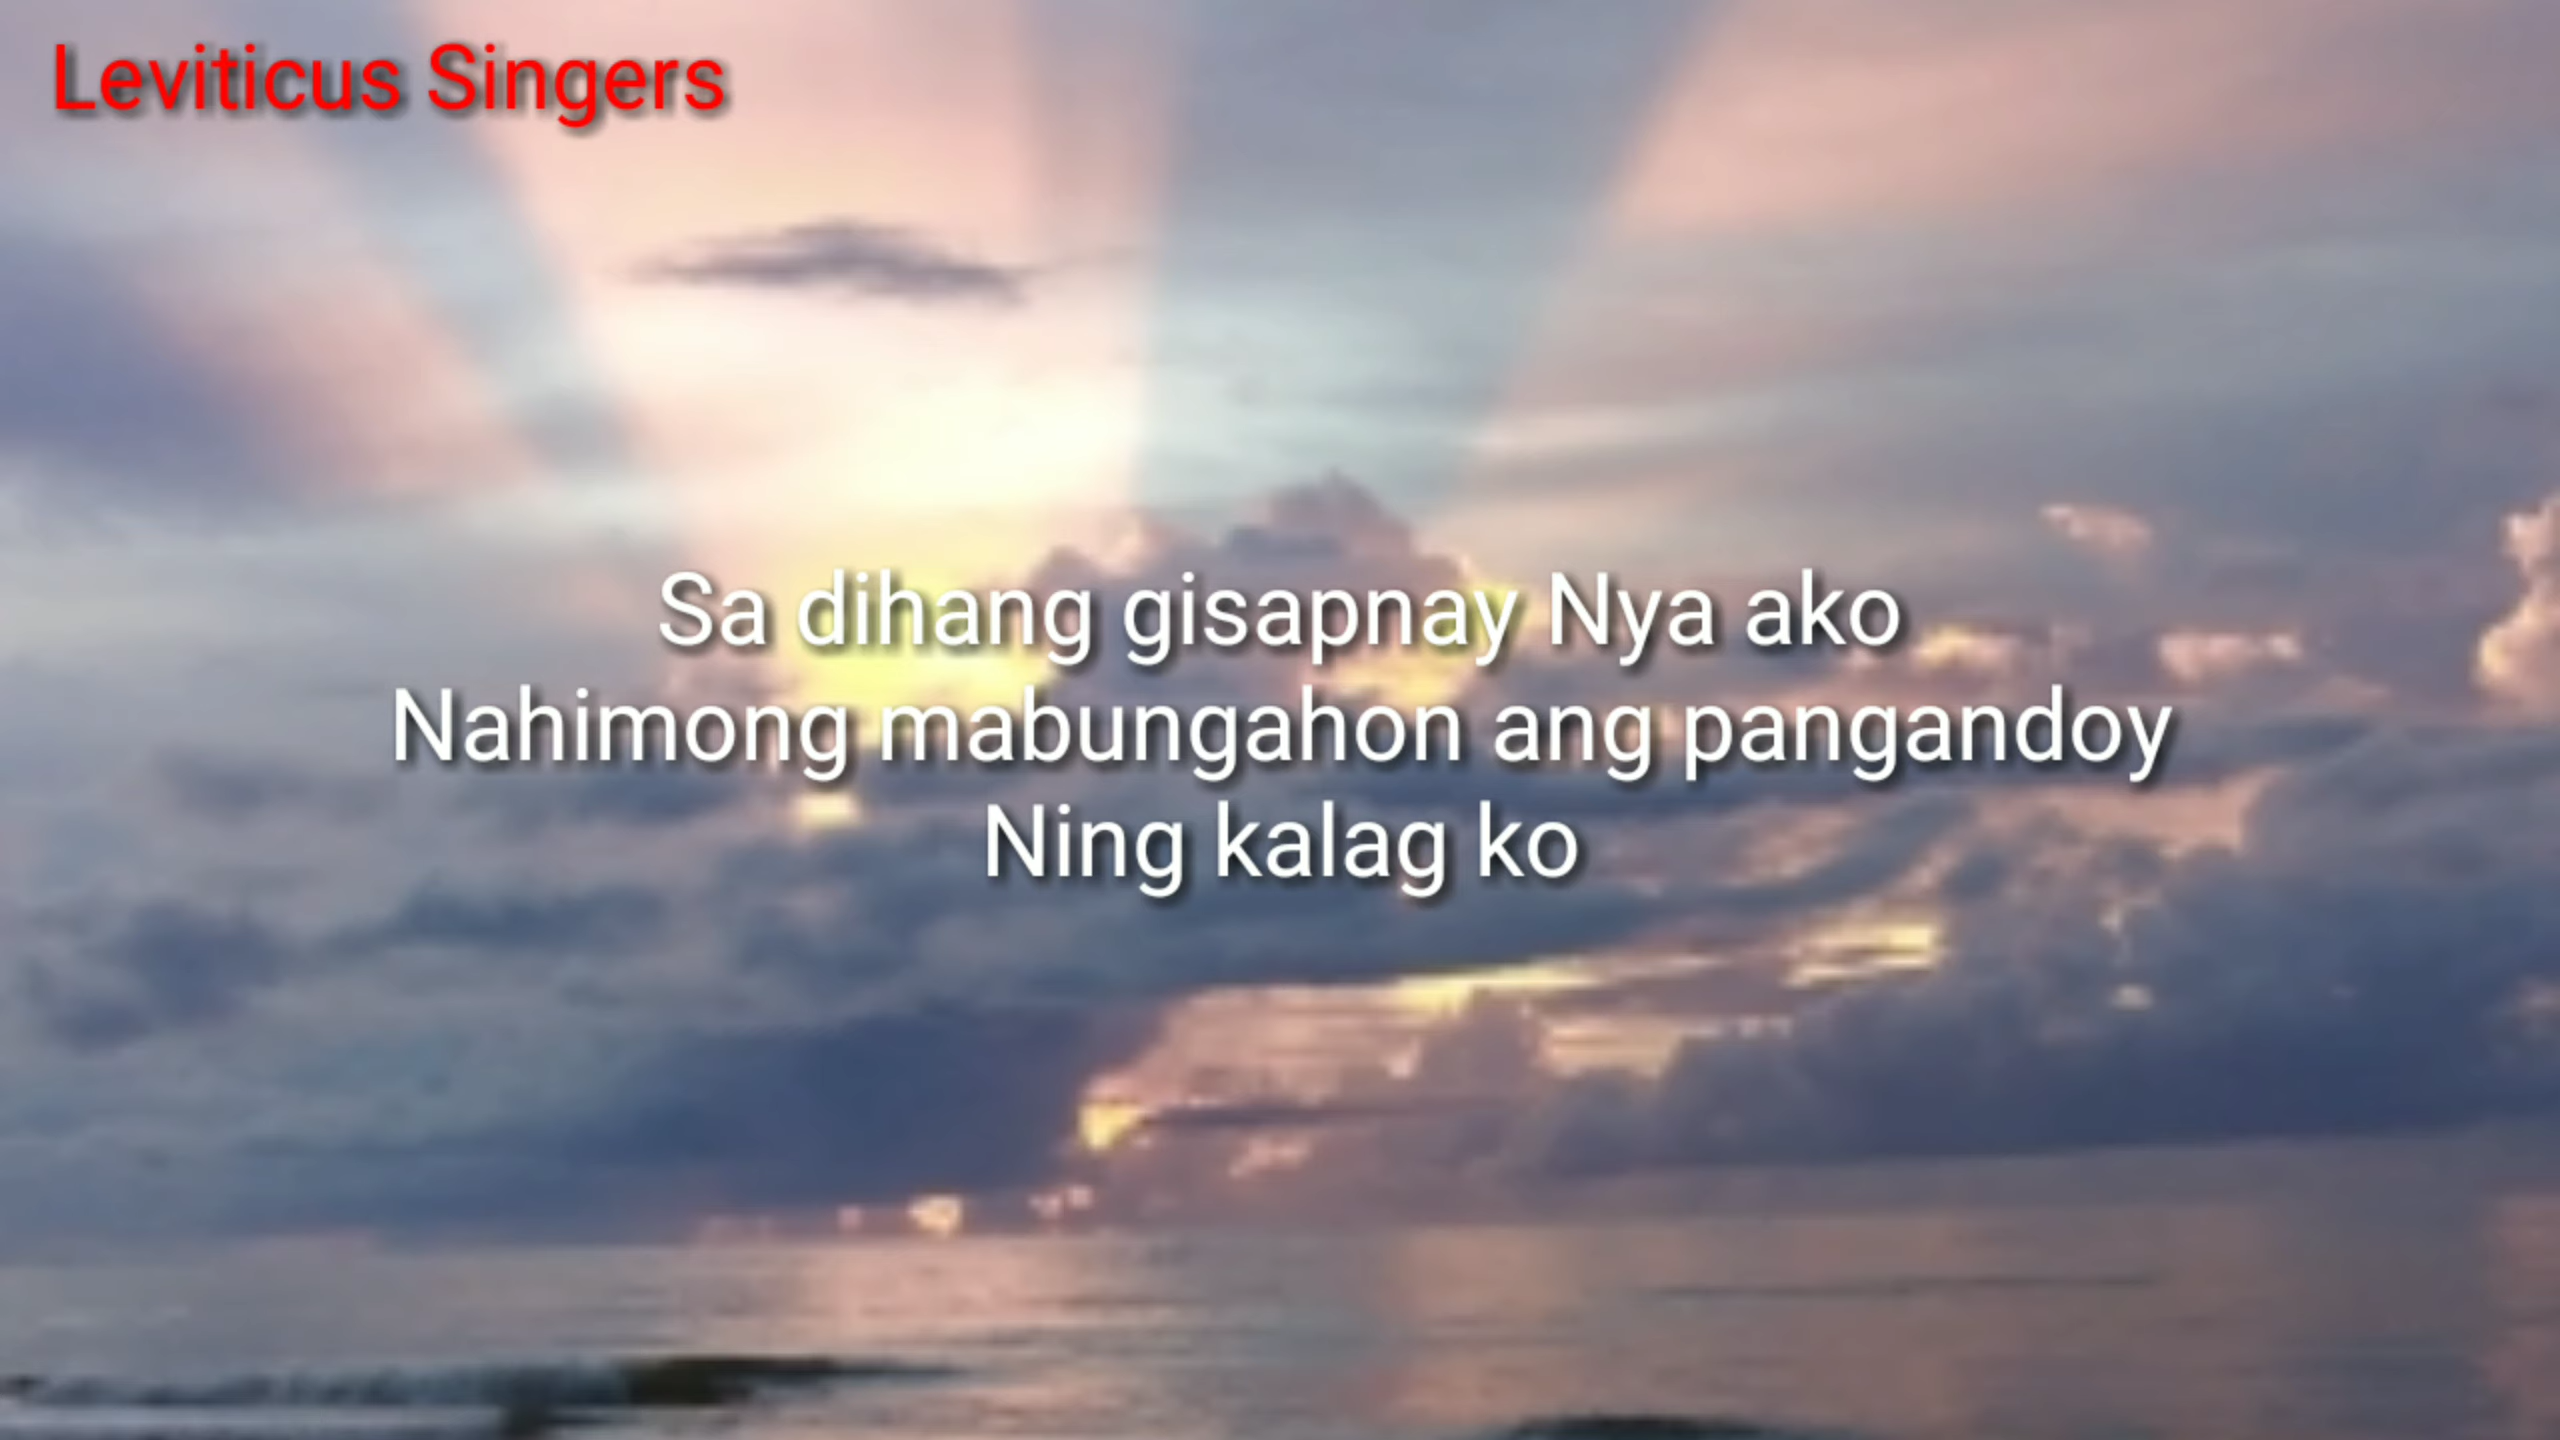 Leviticus Singers
Sa dihang gisapnay Nya ako
Nahimong mabungahon ang pangandoy
Ning kalag ko